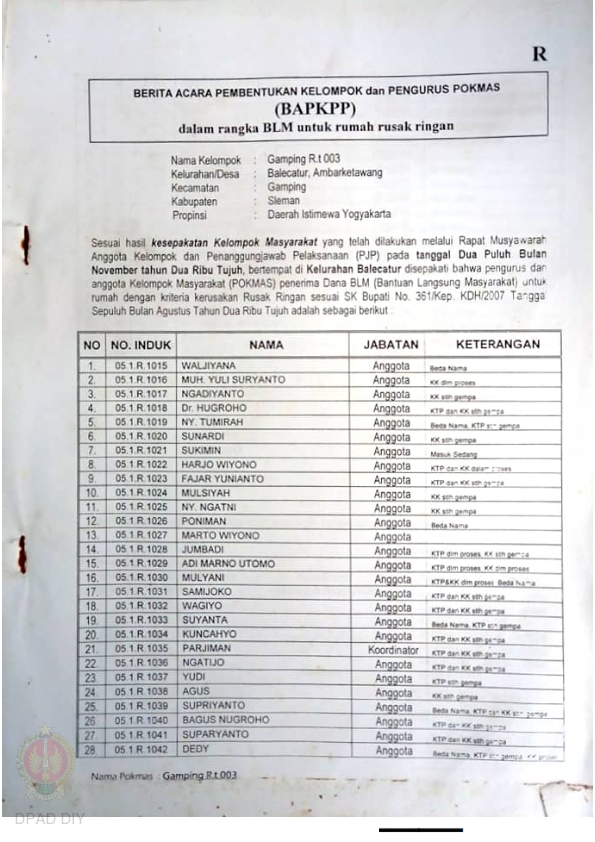 R
BERITA ACARA PEMBENTUKAN KELOMPOK dan PENGURUS POKMAS
(BAPKPP)
dalam rangka BLM untuk rumah rusak ringan
Nama Kelompok : Gamping R.t 003
Kelurahan/Desa : Balecatur, Ambarketawang
Kecamatan : Gamping
Kabupaten : Sleman
Propinsi : Daerah Istimewa Yogyakarta
Sesuai hasil kesepakatan Kelompok Masyarakat yang telah dilakukan melalui Rapat Musyawarah
Anggota Kelompok dan Penanggungjawab Pelaksanaan (PJP) pada tanggal Dua Puluh Bulan
November tahun Dua Ribu Tujuh, bertempat di Kelurahan Balecatur disepakati bahwa pengurus dan
anggota Kelompok Masyarakat (POKMAS) penerima Dana BLM (Bantuan Langsung Masyarakat) untuk
rumah dengan kriteria kerusakan Rusak Ringan sesuai SK Bupati No. 361/Kep. KDH/2007 Tangga
Sepuluh Bulan Agustus Tahun Dua Ribu Tujuh adalah sebagai berikut :
NO NO. INDUK NAMA JABATAN KETERANGAN
1. 05.1.R.1015 WALJIYANA Anggota Beda Nama
2. 05.1.R.1016 MUH. YULI SURYANTO Anggota KK dlm proses
3. 05.1.R.1017 NGADIYANTO Anggota KK stlh gempa
4. 05.1.R.1018 Dr. HUGROHO Anggota KTP dan KK stlh gempa
5. 05.1.R.1019 NY. TUMIRAH Anggota Beda Nama, KTP stlh gempa
6. 05.1.R.1020 SUNARDI Anggota KK stlh gempa
7. 05.1.R.1021 SUKIMIN Anggota Masuk Sedang
8. 05.1.R.1022 HARJO WIYONO Anggota KTP dan KK dalam proses
9. 05.1.R.1023 FAJAR YUNIANTO Anggota KTP dan KK stlh gempa
10. 05.1.R.1024 MULSIYAH Anggota KK stlh gempa
11. 05.1.R.1025 NY. NGATNI Anggota KK stlh gempa
12. 05.1.R.1026 PONIMAN Anggota Beda Nama
13. 05.1.R.1027 MARTO WIYONO Anggota
14. 05.1.R.1028 JUMBADI Anggota KTP dlm proses, KK stlh gempa
15. 05.1.R.1029 ADI MARNO UTOMO Anggota KTP dlm proses, KK dlm proses
16. 05.1.R.1030 MULYANI Anggota KTP&KK dlm proses Beda Nama
17. 05.1.R.1031 SAMIJOKO Anggota KTP dan KK stlh gempa
18. 05.1.R.1032 WAGIYO Anggota KTP dan KK stlh gempa
19. 05.1.R.1033 SUYANTA Anggota Beda Nama, KTP stlh gempa
20. 05.1.R.1034 KUNCAHYO Anggota KTP dan KK stlh gempa
21. 05.1.R.1035 PARJIMAN Koordinator KTP dan KK stlh gempa
22. 05.1.R.1036 NGATIJO Anggota KTP dan KK stlh gempa
23. 05.1.R.1037 YUDI Anggota KTP stlh gempa
24. 05.1.R.1038 AGUS Anggota KK stlh gempa
25. 05.1.R.1039 SUPRIYANTO Anggota Beda Nama, KTP dan KK stlh gempa
26 05.1.R.1040 BAGUS NUGROHO Anggota KTP dan KK stlh gempa
27 05.1.R.1041 SUPARYANTO Anggota KTP dan KK stlh gempa
28 05.1.R.1042 DEDY Anggota Beda Nama, KTP stlh gempa, KK proses
Nama Pokmas : Gamping R.t.003
DPAD DIY